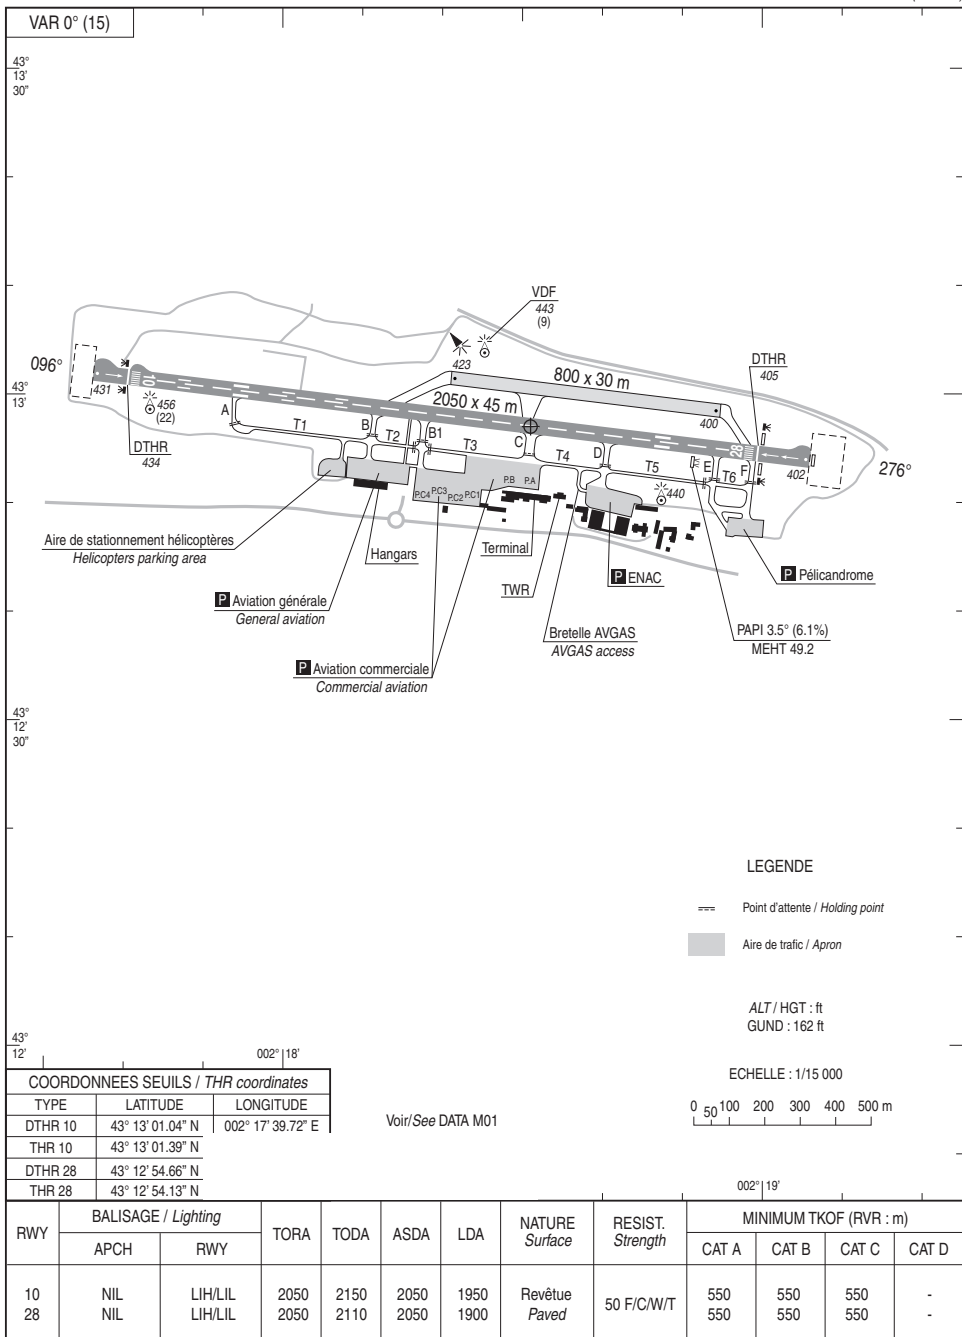 VAR 0° (15)
43°
13'
30"
VDF
443
(9)
096°
423
800 x 30 m
DTHR
405
43°
13'
431
10
456
(22)
2050 x 45 m
400
A
T1
B
T2
B1
T3
C
T4
D
T5
E
T6
F
28
402
276°
DTHR
434
P.C4
P.C3
P.C2
P.C1
P.B
P.A
440
Aire de stationnement hélicoptères
Helicopters parking area
Hangars
Terminal
TWR
P ENAC
P Pélicandrome
P Aviation générale
General aviation
Bretelle AVGAS
AVGAS access
PAPI 3.5° (6.1%)
MEHT 49.2
P Aviation commerciale
Commercial aviation
43°
12'
30"
LEGENDE
Point d'attente / Holding point
Aire de trafic / Apron
ALT / HGT : ft
GUND : 162 ft
43°
12'
002° 18'
ECHELLE : 1/15 000
0 50 100 200 300 400 500 m
COORDONNEES SEUILS / THR coordinates
TYPE LATITUDE LONGITUDE
DTHR 10 43° 13' 01.04" N 002° 17' 39.72" E
THR 10 43° 13' 01.39" N
DTHR 28 43° 12' 54.66" N
THR 28 43° 12' 54.13" N
Voir/See DATA M01
002° 19'
RWY BALISAGE / Lighting TORA TODA ASDA LDA NATURE Surface RESIST. Strength MINIMUM TKOF (RVR : m)
APCH RWY CAT A CAT B CAT C CAT D
10 NIL LIH/LIL 2050 2150 2050 1950 Revêtue 50 F/C/W/T 550 550 550 -
28 NIL LIH/LIL 2050 2110 2050 1900 Paved 550 550 550 -